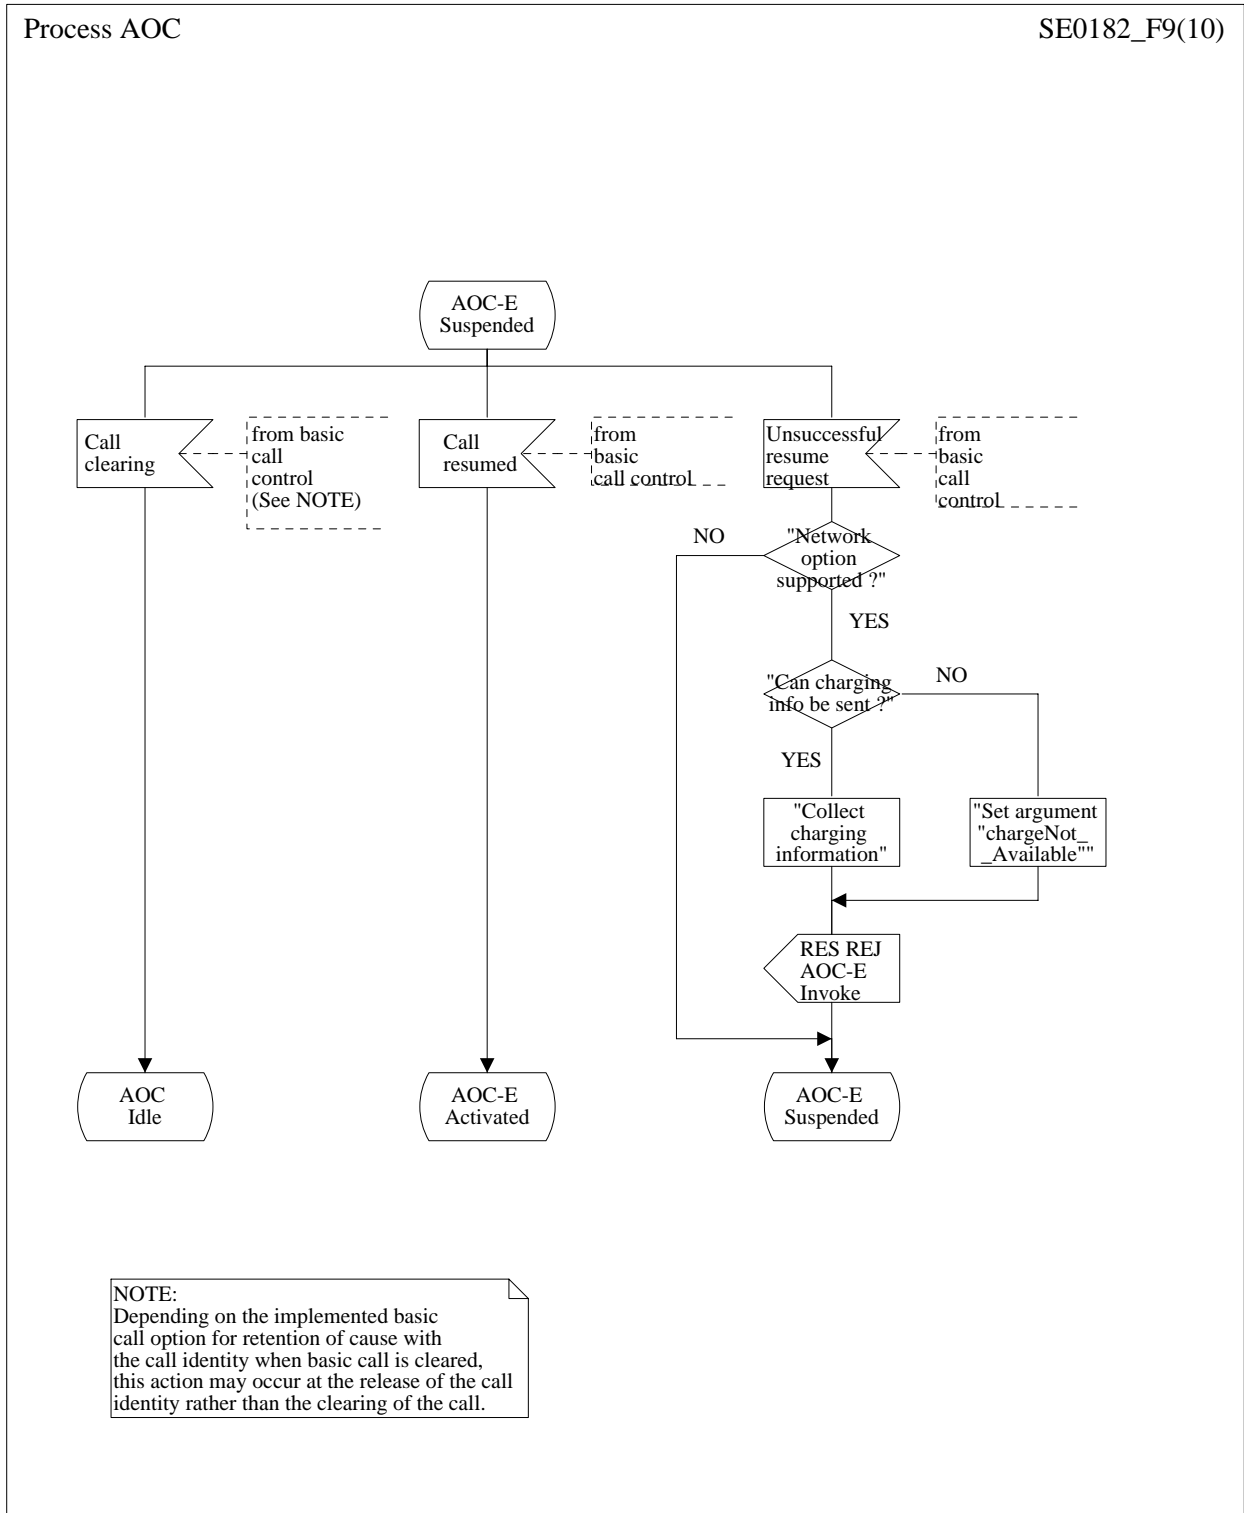 Process AOC
SE0182_F9(10)
AOC-E
Suspended
Call
clearing
from basic
call
control
(See NOTE)
Call
resumed
from
basic
call control
Unsuccessful
resume
request
from
basic
call
control
NO
"Network
option
supported ?"
YES
"Can charging
info be sent ?"
NO
YES
"Collect
charging
information"
"Set argument
"chargeNot_
_Available""
RES REJ
AOC-E
Invoke
AOC
Idle
AOC-E
Activated
AOC-E
Suspended
NOTE:
Depending on the implemented basic
call option for retention of cause with
the call identity when basic call is cleared,
this action may occur at the release of the call
identity rather than the clearing of the call.